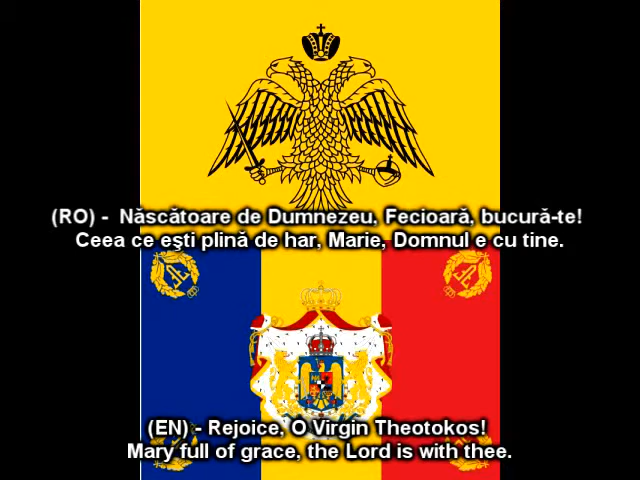 (RO) - Născătoare de Dumnezeu, Fecioară, bucură-te!
Ceea ce eşti plină de har, Marie, Domnul e cu tine.
(EN) - Rejoice, O Virgin Theotokos!
Mary full of grace, the Lord is with thee.